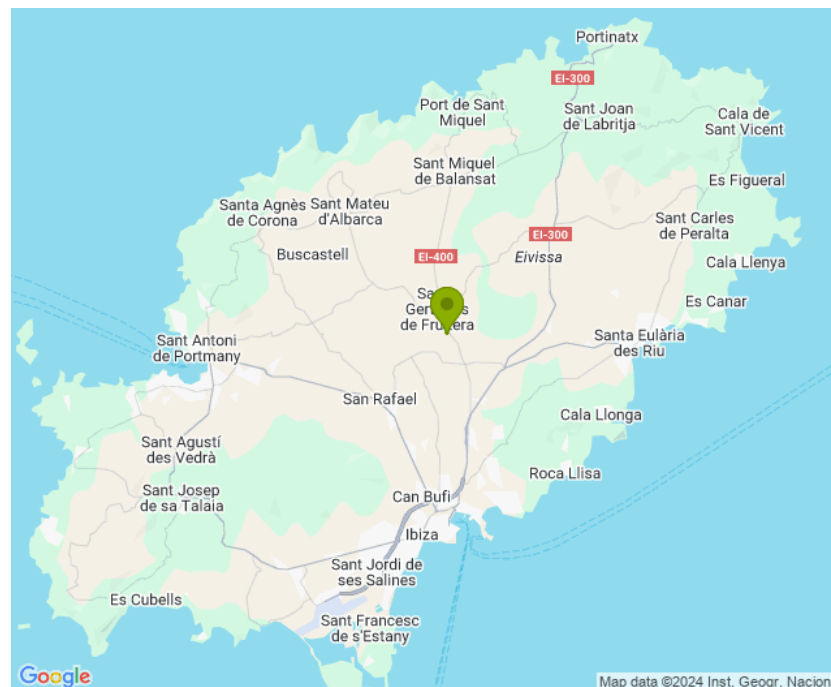 Portinatx
EI-300
Port de Sant
Miquel
Sant Joan
de Labritja
Cala de
Sant Vicent
Sant Miquel
de Balansat
Es Figueral
Santa Agnès
de Corona
Sant Mateu
d'Albarca
Sant Carles
de Peralta
EI-300
Buscastell
EI-400
Eivissa
Cala Llenya
Es Canar
de
Sant Antoni
de Portmany
Santa Eulària
des Riu
San Rafael
Cala Llonga
Sant Agustí
des Vedrà
Roca Llisa
Sant Josep
de sa Talaia
Can Bufi
Ibiza
Sant Jordi de
ses Salines
Es Cubells
Sant Francesc
de s'Estany
Google
Map data ©2024 Inst. Geogr. Nacion